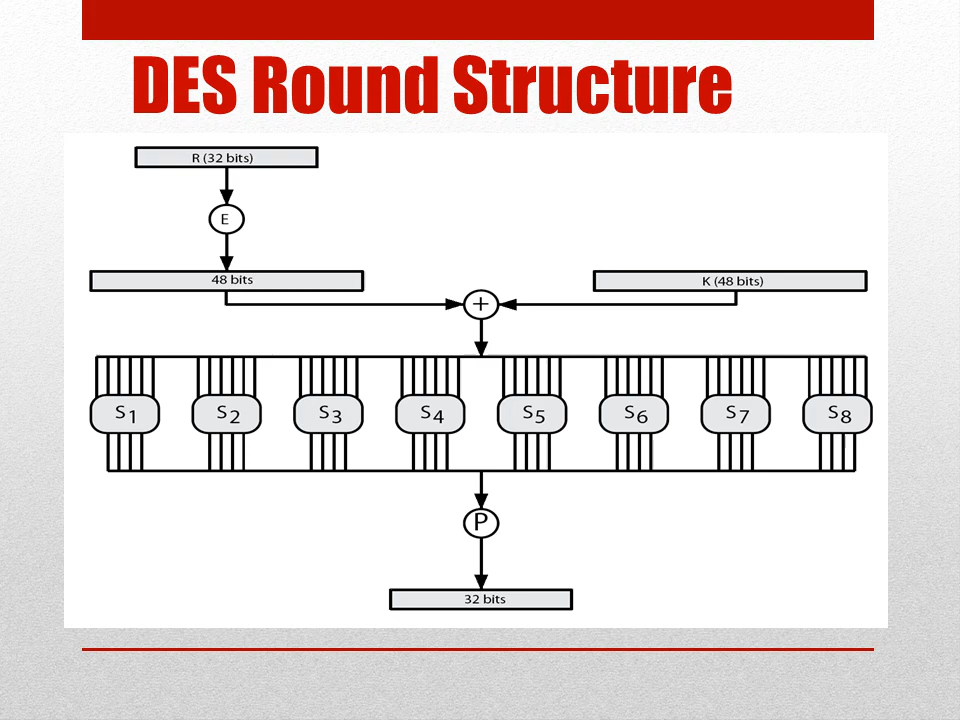 DES Round Structure
R (32 bits)
E
48 bits
K (48 bits)
+
S1 S2 S3 S4 S5 S6 S7 S8
P
32 bits